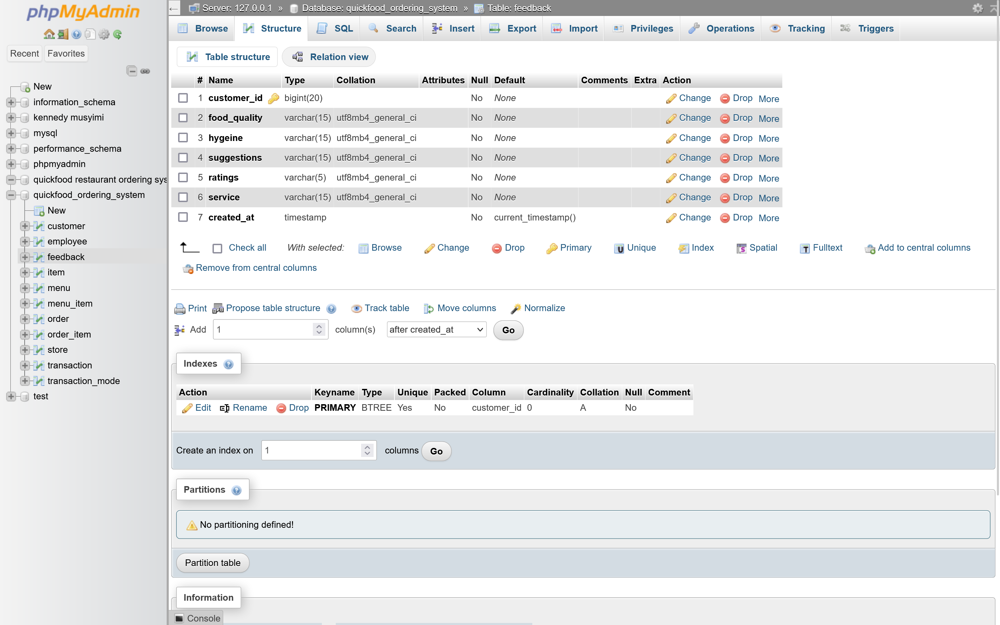 phpMyAdmin
Recent Favorites
New
information_schema
kennedy musyimi
mysql
performance_schema
phpmyadmin
quickfood restaurant ordering sys
quickfood_ordering_system
New
customer
employee
feedback
item
menu
menu_item
order
order_item
store
transaction
transaction_mode
test
← Server: 127.0.0.1 » Database: quickfood_ordering_system » Table: feedback
Browse Structure SQL Search Insert Export Import Privileges Operations Tracking Triggers
Table structure Relation view
# Name Type Collation Attributes Null Default Comments Extra Action
1 customer_id bigint(20) No None Change Drop More
2 food_quality varchar(15) utf8mb4_general_ci No None Change Drop More
3 hygeine varchar(15) utf8mb4_general_ci No None Change Drop More
4 suggestions varchar(15) utf8mb4_general_ci No None Change Drop More
5 ratings varchar(5) utf8mb4_general_ci No None Change Drop More
6 service varchar(15) utf8mb4_general_ci No None Change Drop More
7 created_at timestamp No current_timestamp() Change Drop More
Check all With selected: Browse Change Drop Primary Unique Index Spatial Fulltext Add to central columns
Remove from central columns
Print Propose table structure Track table Move columns Normalize
Add 1 column(s) after created_at Go
Indexes
Action Keyname Type Unique Packed Column Cardinality Collation Null Comment
Edit Rename Drop PRIMARY BTREE Yes No customer_id 0 A No
Create an index on 1 columns Go
Partitions
No partitioning defined!
Partition table
Information
Console